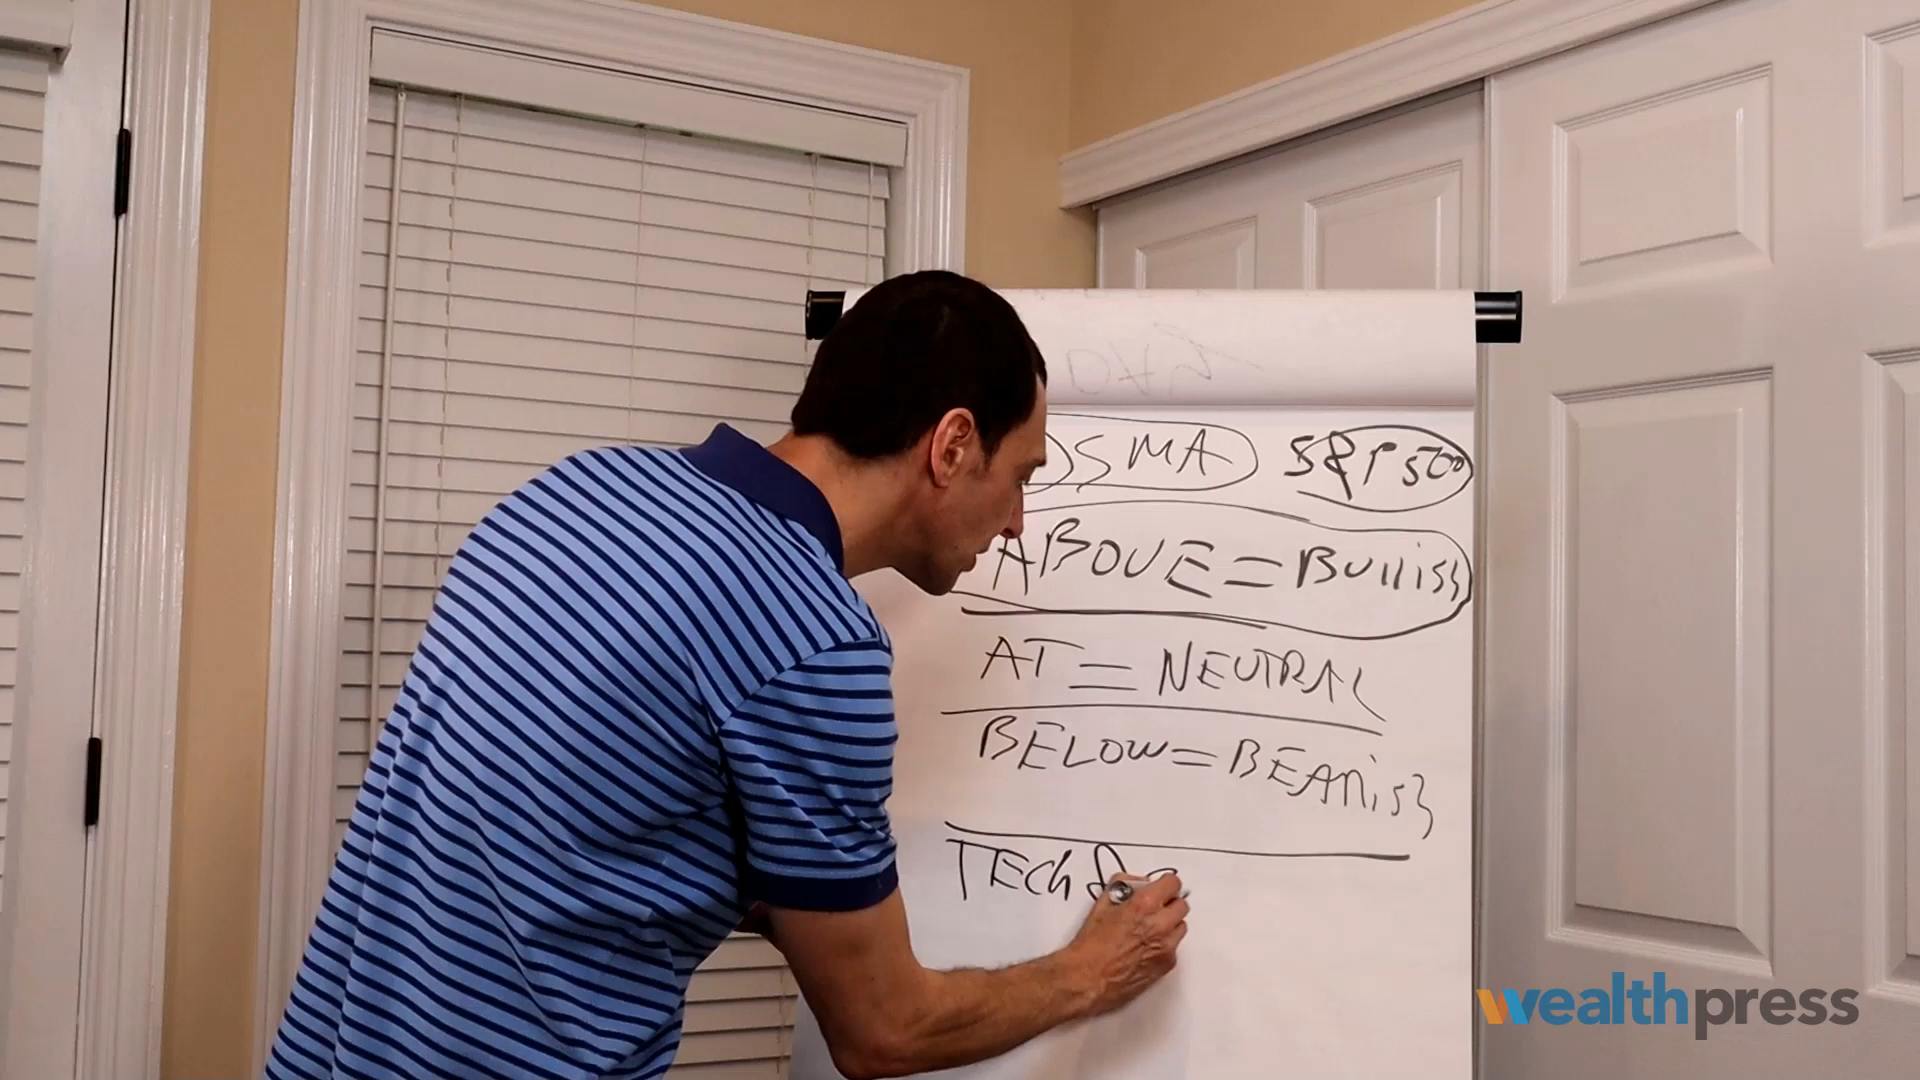 SMA S&P 500
ABOVE = Bullish
AT = NEUTRAL
BELOW = BEARish
TECh
wealthpress